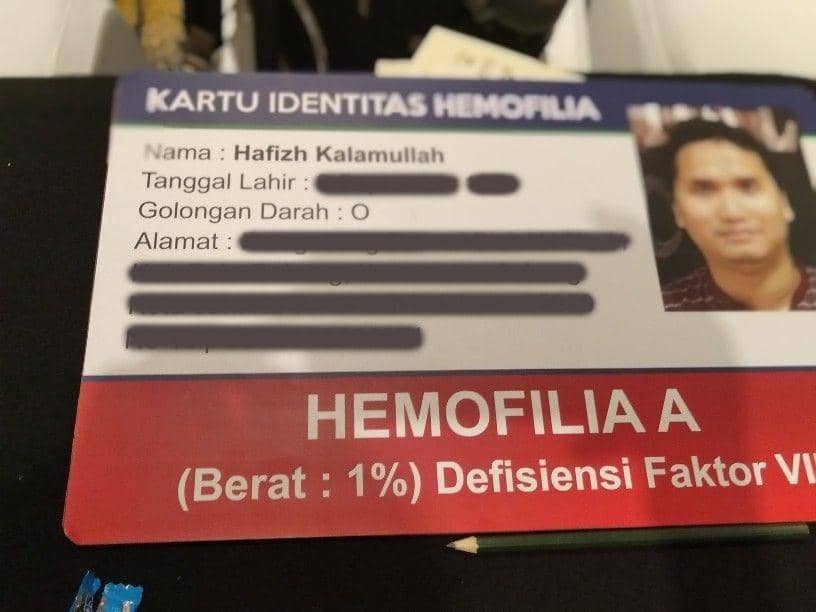 KARTU IDENTITAS HEMOFILIA
Nama : Hafizh Kalamullah
Tanggal Lahir :
Golongan Darah : O
Alamat :
HEMOFILIA A
(Berat : 1%) Defisiensi Faktor